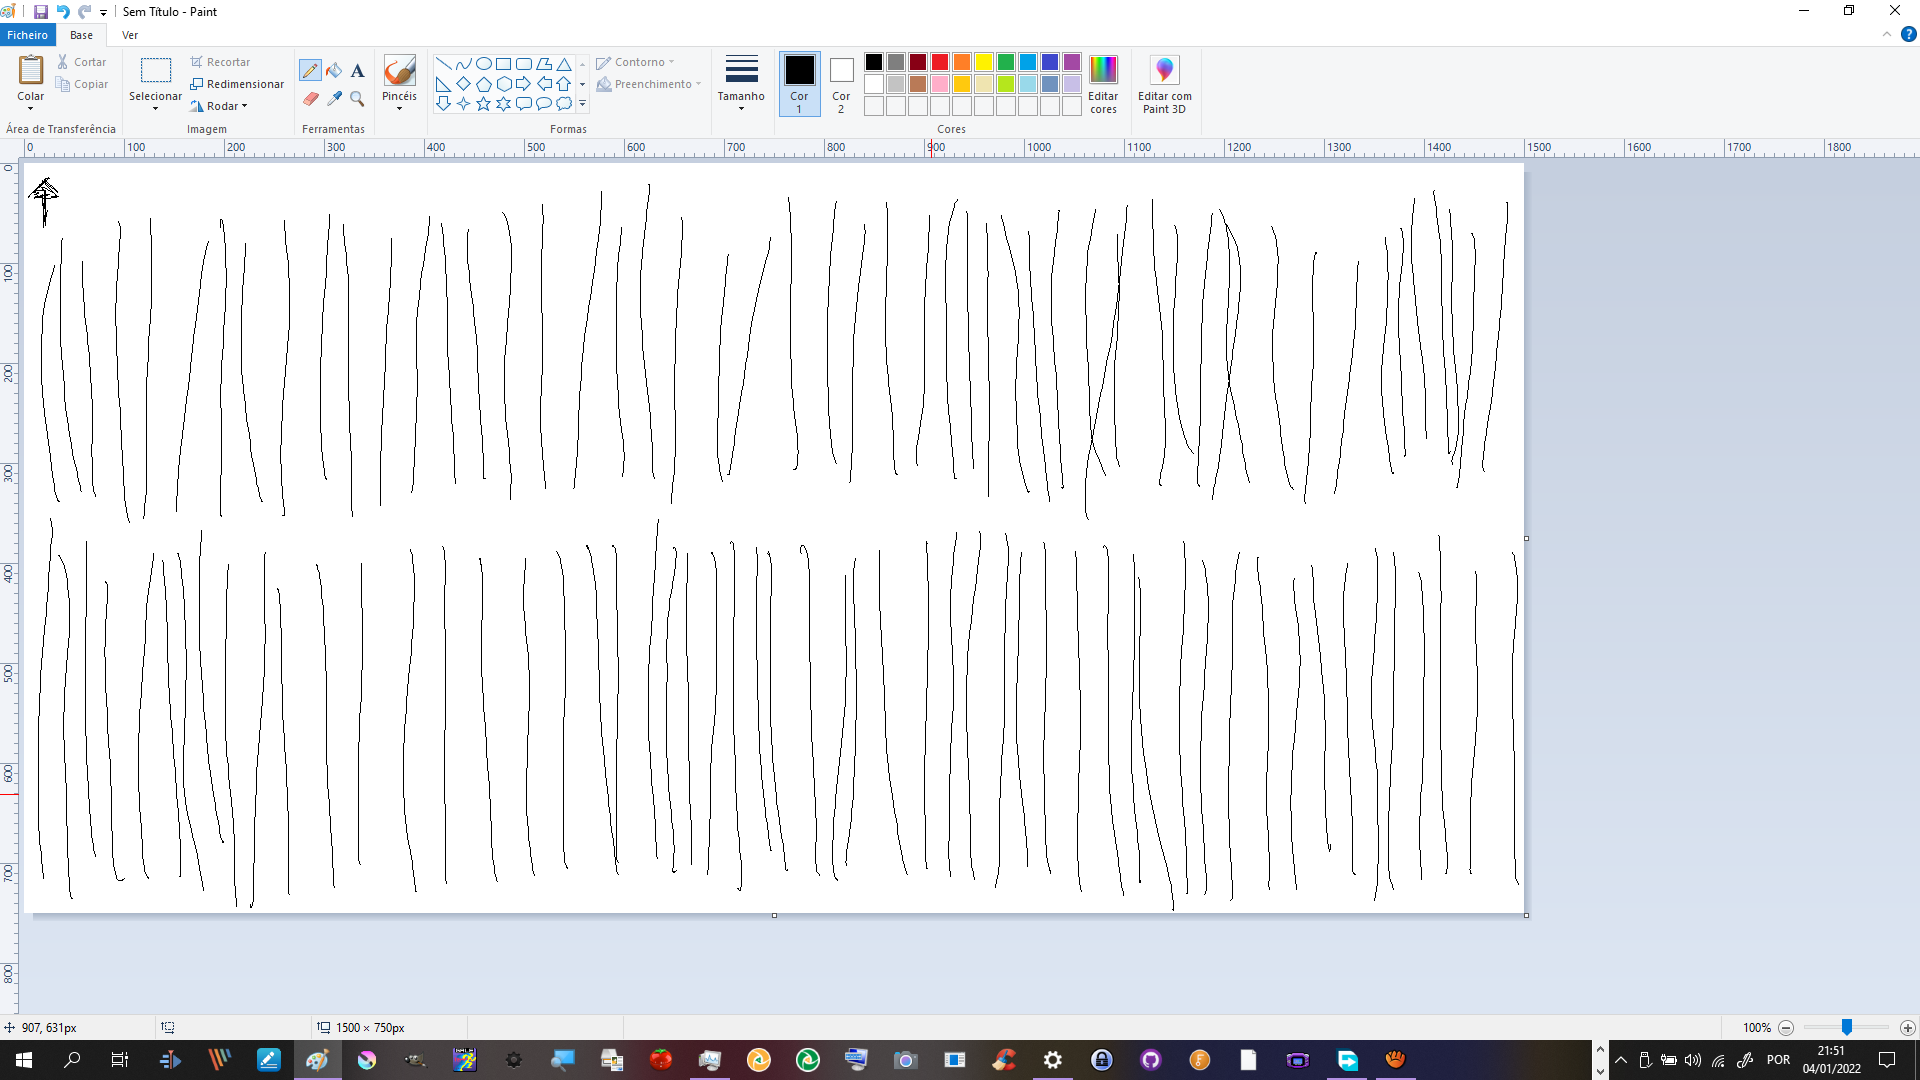 Sem Título - Paint
Ficheiro Base Ver
Colar
Cortar
Copiar
Área de Transferência
Selecionar
Recortar
Redimensionar
Rodar
Imagem
A
Ferramentas
Pincéis
Contorno
Preenchimento
Formas
Tamanho
Cor 1
Cor 2
Cores
Editar cores
Editar com Paint 3D
0 100 200 300 400 500 600 700 800 900 1000 1100 1200 1300 1400 1500 1600 1700 1800
0
100
200
300
400
500
600
700
800
907, 631px
1500 × 750px
100%
POR
21:51
04/01/2022